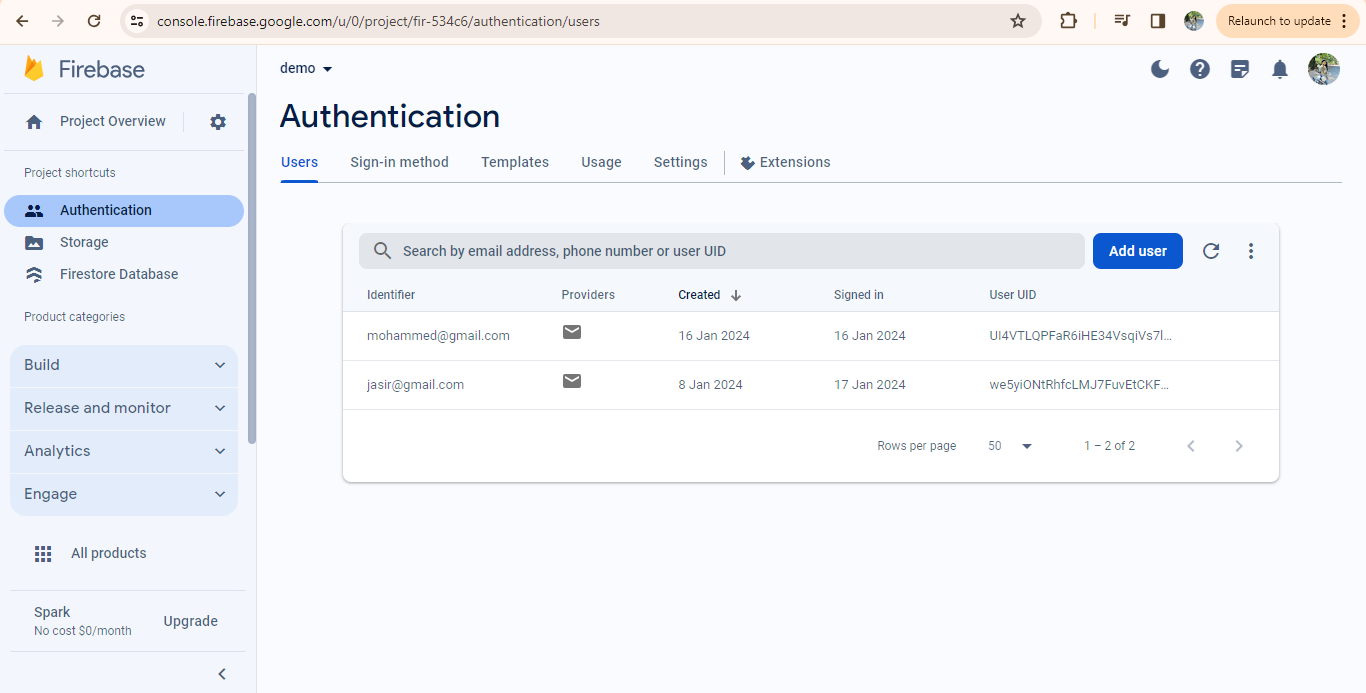 console.firebase.google.com/u/0/project/fir-534c6/authentication/users
Relaunch to update
Firebase
demo
Project Overview
Authentication
Users Sign-in method Templates Usage Settings Extensions
Project shortcuts
Authentication
Storage
Firestore Database
Product categories
Build
Release and monitor
Analytics
Engage
All products
Spark
No cost $0/month
Upgrade
Search by email address, phone number or user UID
Add user
Identifier Providers Created Signed in User UID
mohammed@gmail.com 16 Jan 2024 16 Jan 2024 UI4VTLQPFaR6iHE34VsqiVs7l...
jasir@gmail.com 8 Jan 2024 17 Jan 2024 we5yiONtRhfcLMJ7FuvEtCKF...
Rows per page 50 1 – 2 of 2